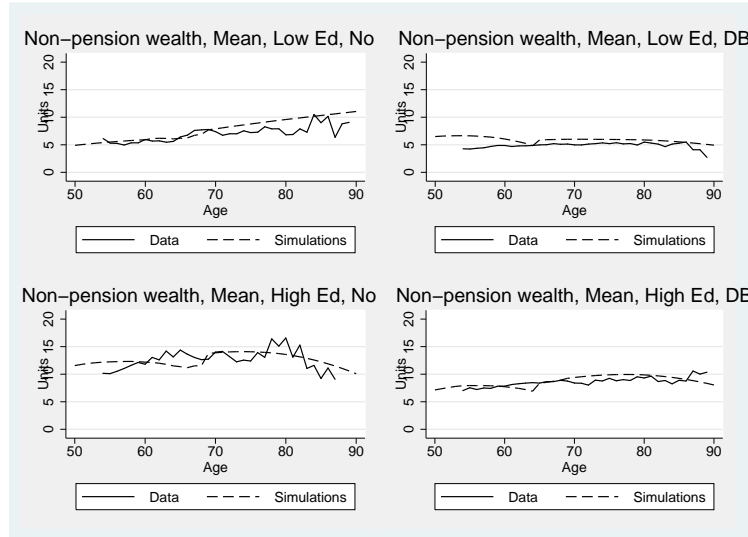 Non−pension wealth, Mean, Low Ed, No
Units
0 5 10 15 20
50 60 70 80 90
Age
Data Simulations
Non−pension wealth, Mean, Low Ed, DB
Units
0 5 10 15 20
50 60 70 80 90
Age
Data Simulations
Non−pension wealth, Mean, High Ed, No
Units
0 5 10 15 20
50 60 70 80 90
Age
Data Simulations
Non−pension wealth, Mean, High Ed, DB
Units
0 5 10 15 20
50 60 70 80 90
Age
Data Simulations